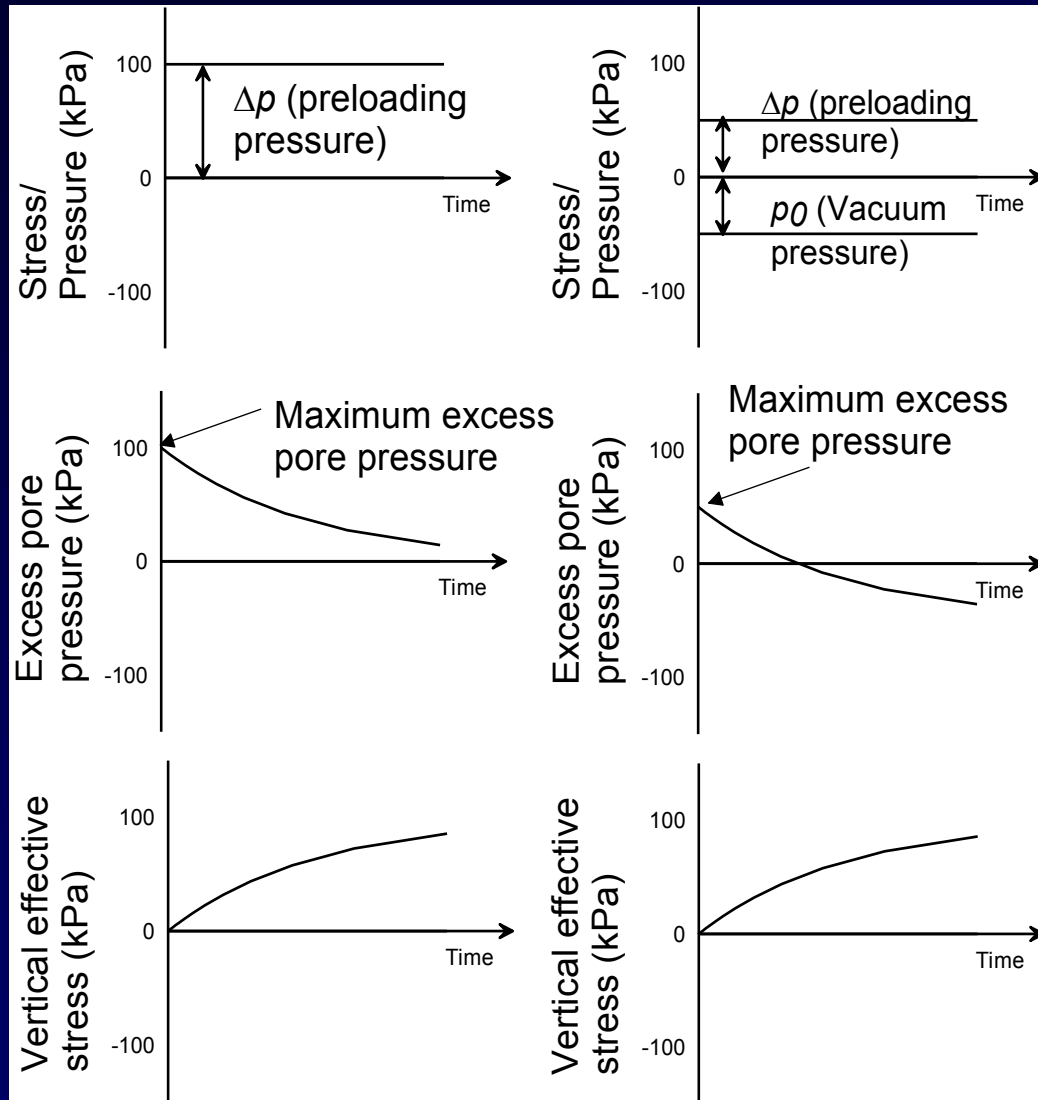 Stress/
Pressure (kPa)
100
0
-100
Δp (preloading
pressure)
Time
Stress/
Pressure (kPa)
100
0
-100
Δp (preloading
pressure)
Time
p0 (Vacuum
pressure)
Excess pore
pressure (kPa)
100
0
-100
Maximum excess
pore pressure
Time
Excess pore
pressure (kPa)
100
0
-100
Maximum excess
pore pressure
Time
Vertical effective
stress (kPa)
100
0
-100
Time
Vertical effective
stress (kPa)
100
0
-100
Time